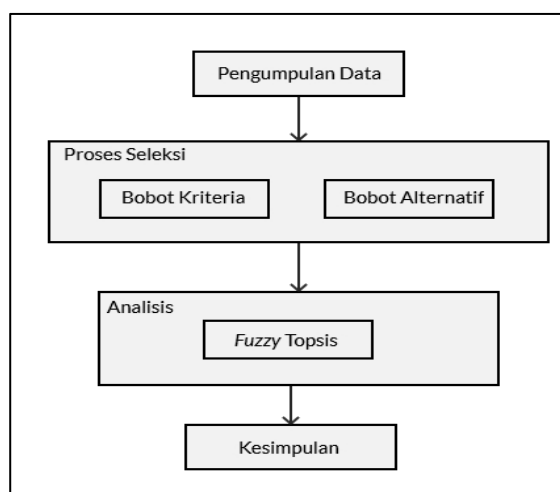 Pengumpulan Data
Proses Seleksi
Bobot Kriteria
Bobot Alternatif
Analisis
Fuzzy Topsis
Kesimpulan